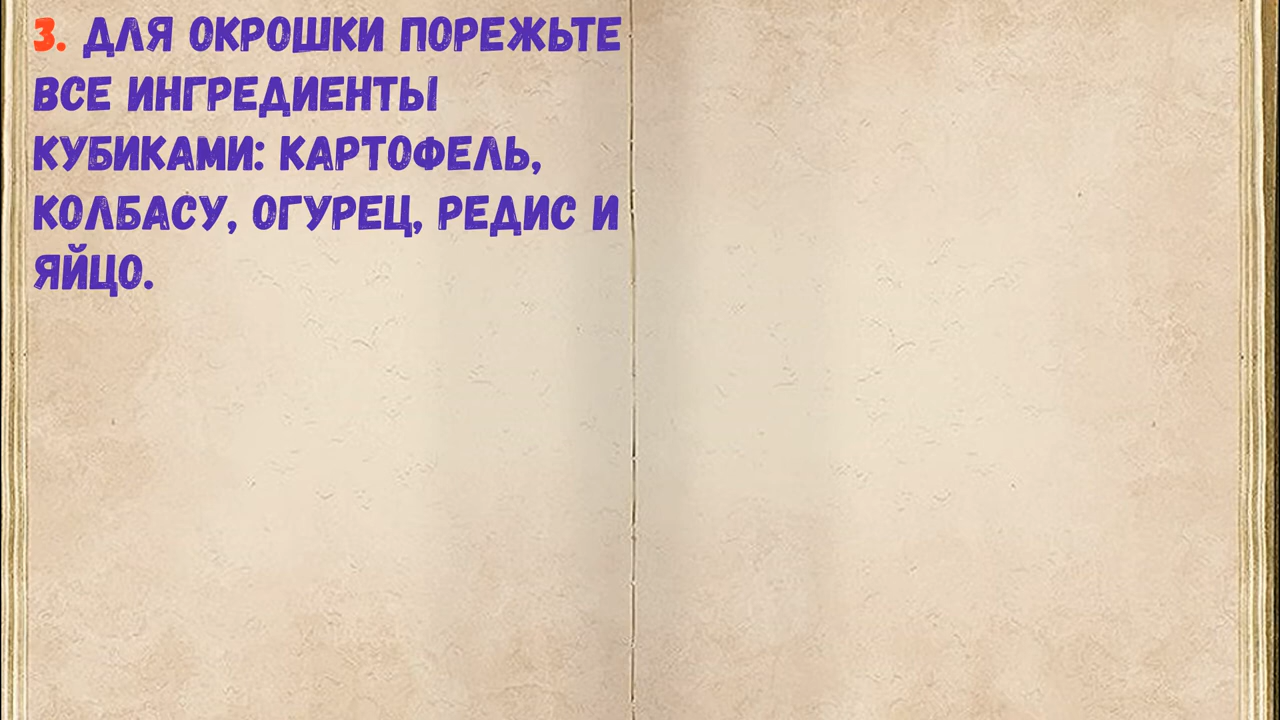 3. ДЛЯ ОКРОШКИ ПОРЕЖЬТЕ
ВСЕ ИНГРЕДИЕНТЫ
КУБИКАМИ: КАРТОФЕЛЬ,
КОЛБАСУ, ОГУРЕЦ, РЕДИС И
ЯЙЦО.